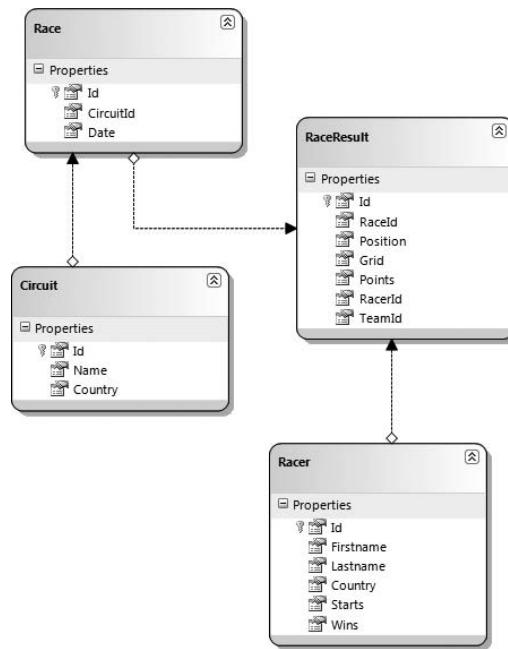 Race
Properties
Id
CircuitId
Date
RaceResult
Properties
Id
RaceId
Position
Grid
Points
RacerId
TeamId
Circuit
Properties
Id
Name
Country
Racer
Properties
Id
Firstname
Lastname
Country
Starts
Wins